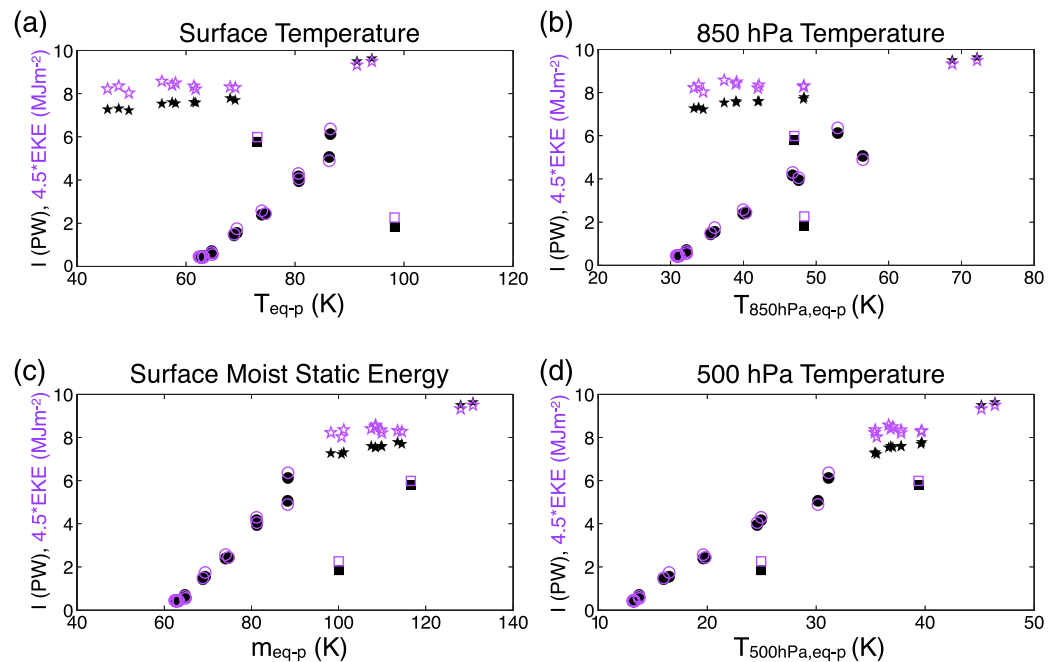 (a) Surface Temperature
I (PW), 4.5*EKE (MJm-2)
10
8
6
4
2
0
40 60 80 100 120
Teq-p (K)
(b) 850 hPa Temperature
I (PW), 4.5*EKE (MJm-2)
10
8
6
4
2
0
20 30 40 50 60 70 80
T850hPa,eq-p (K)
(c) Surface Moist Static Energy
I (PW), 4.5*EKE (MJm-2)
10
8
6
4
2
0
40 60 80 100 120 140
meq-p (K)
(d) 500 hPa Temperature
I (PW), 4.5*EKE (MJm-2)
10
8
6
4
2
0
10 20 30 40 50
T500hPa,eq-p (K)